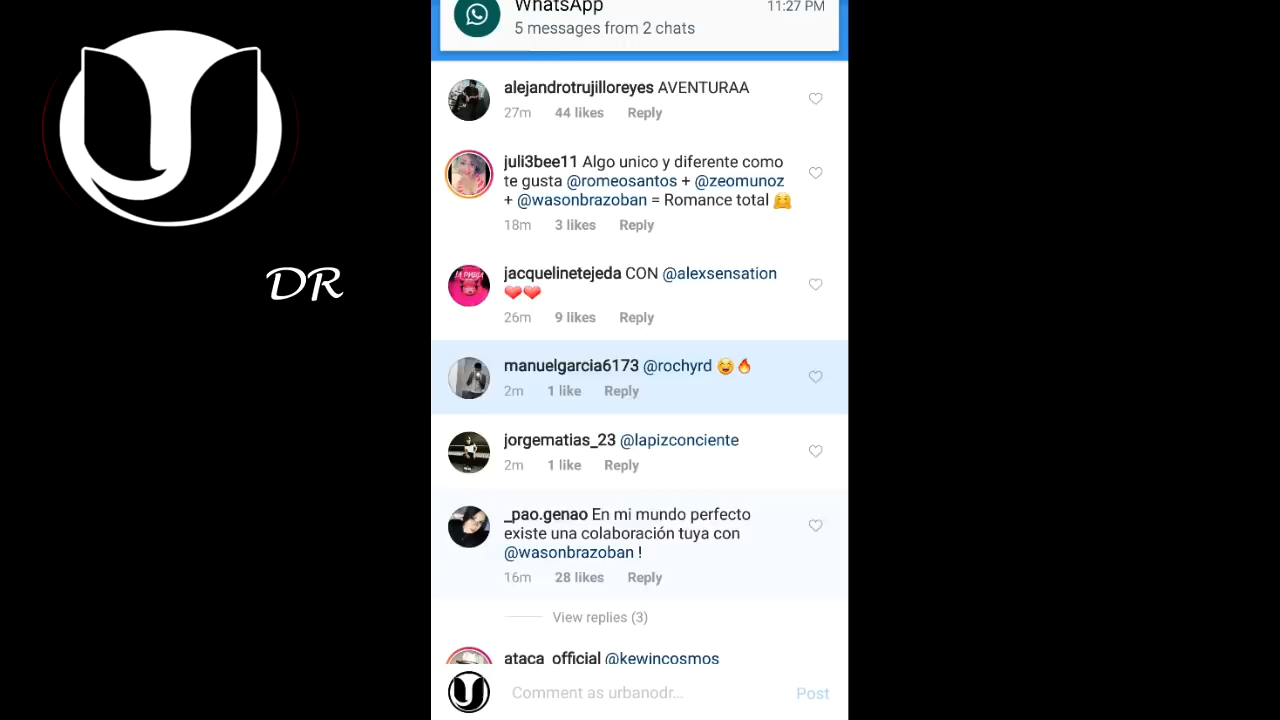 WhatsApp 11:27 PM
5 messages from 2 chats
DR
alejandrotrujilloreyes AVENTURAA
27m 44 likes Reply
juli3bee11 Algo unico y diferente como
te gusta @romeosantos + @zeomunoz
+ @wasonbrazoban = Romance total 🤗
18m 3 likes Reply
jacquelinetejeda CON @alexsensation
❤️❤️
26m 9 likes Reply
manuelgarcia6173 @rochyrd 😅🔥
2m 1 like Reply
jorgematias_23 @lapizconciente
2m 1 like Reply
_pao.genao En mi mundo perfecto
existe una colaboración tuya con
@wasonbrazoban !
16m 28 likes Reply
View replies (3)
ataca_official @kewincosmos
Comment as urbanodr... Post